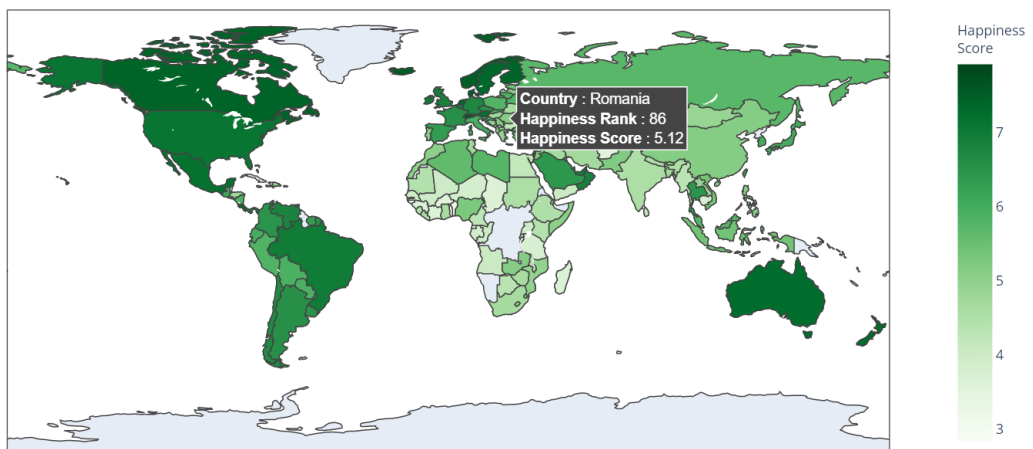 Happiness
Score
Country : Romania
Happiness Rank : 86
Happiness Score : 5.12
7
6
5
4
3